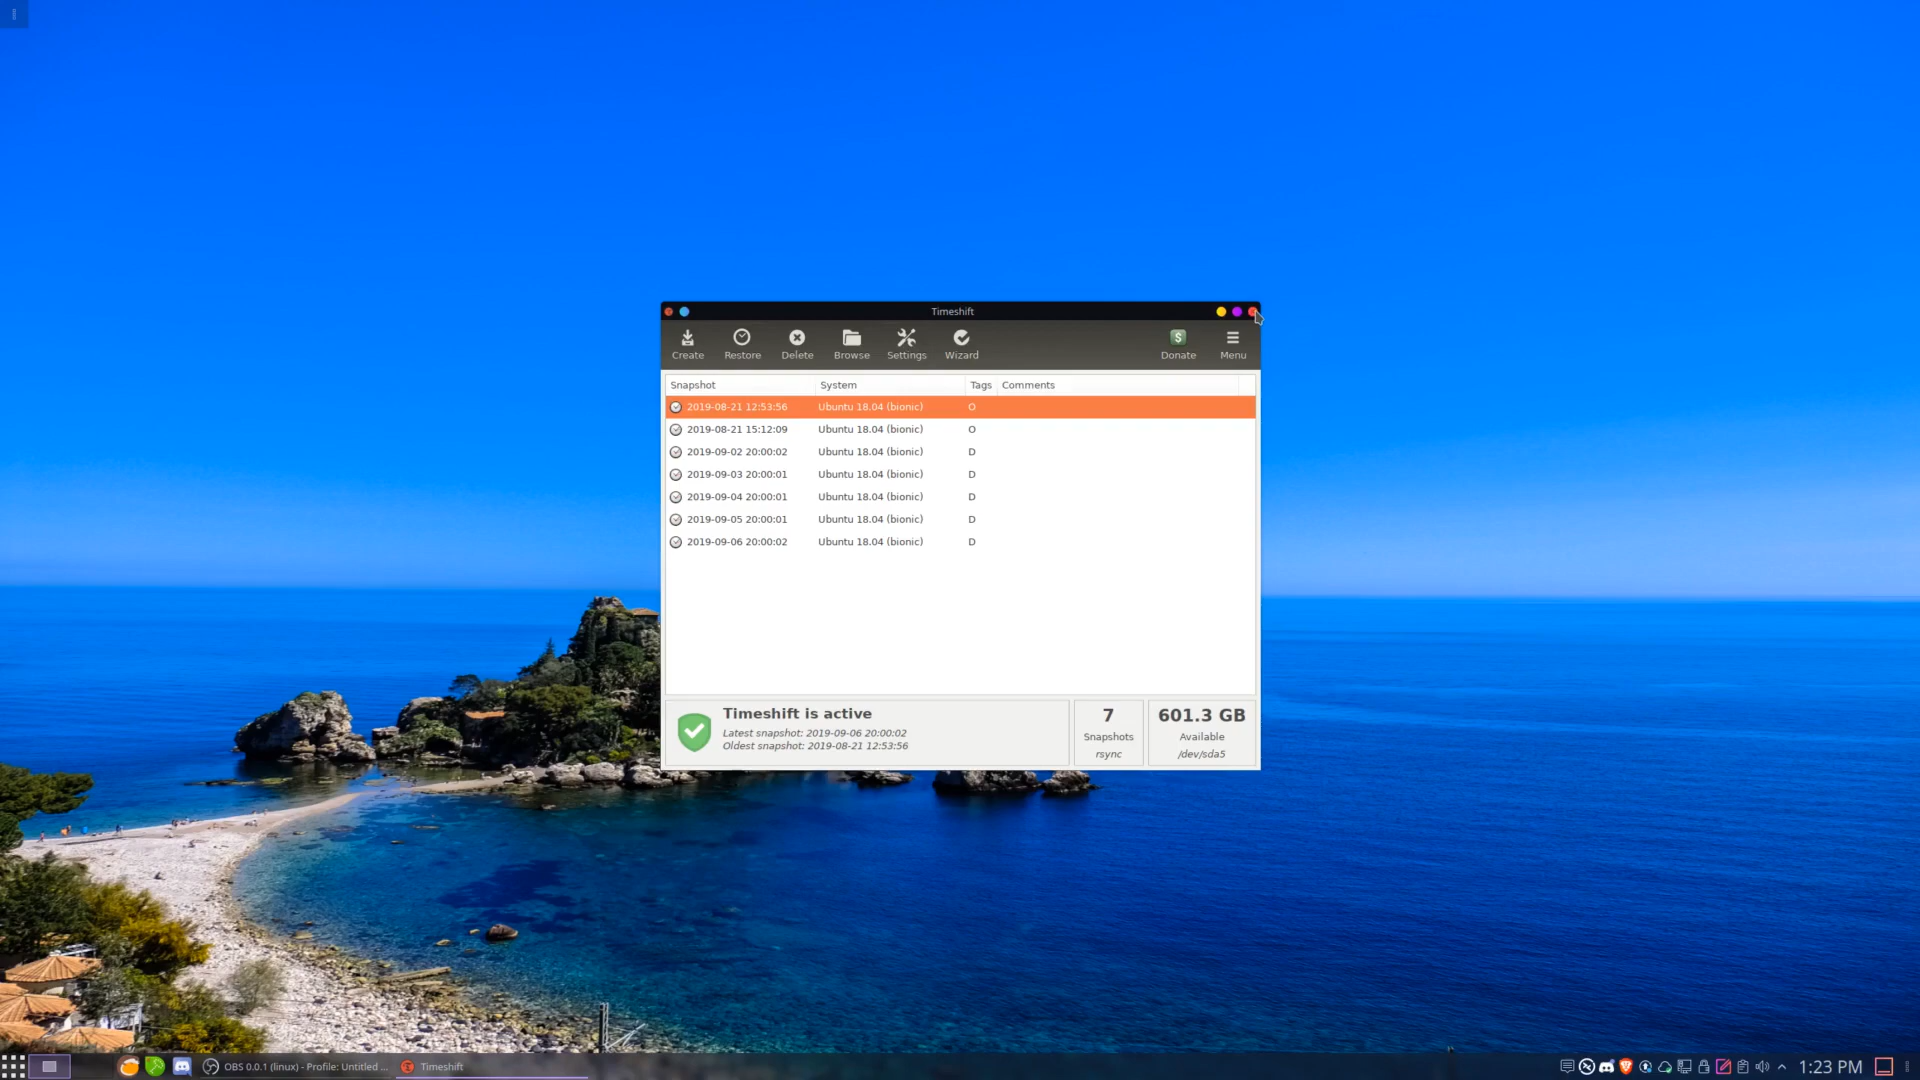 Timeshift
Create Restore Delete Browse Settings Wizard Donate Menu
Snapshot System Tags Comments
2019-08-21 12:53:56 Ubuntu 18.04 (bionic) O
2019-08-21 15:12:09 Ubuntu 18.04 (bionic) O
2019-09-02 20:00:02 Ubuntu 18.04 (bionic) D
2019-09-03 20:00:01 Ubuntu 18.04 (bionic) D
2019-09-04 20:00:01 Ubuntu 18.04 (bionic) D
2019-09-05 20:00:01 Ubuntu 18.04 (bionic) D
2019-09-06 20:00:02 Ubuntu 18.04 (bionic) D
Timeshift is active
Latest snapshot: 2019-09-06 20:00:02
Oldest snapshot: 2019-08-21 12:53:56
7
Snapshots
rsync
601.3 GB
Available
/dev/sda5
OBS 0.0.1 (linux) - Profile: Untitled ... Timeshift 1:23 PM